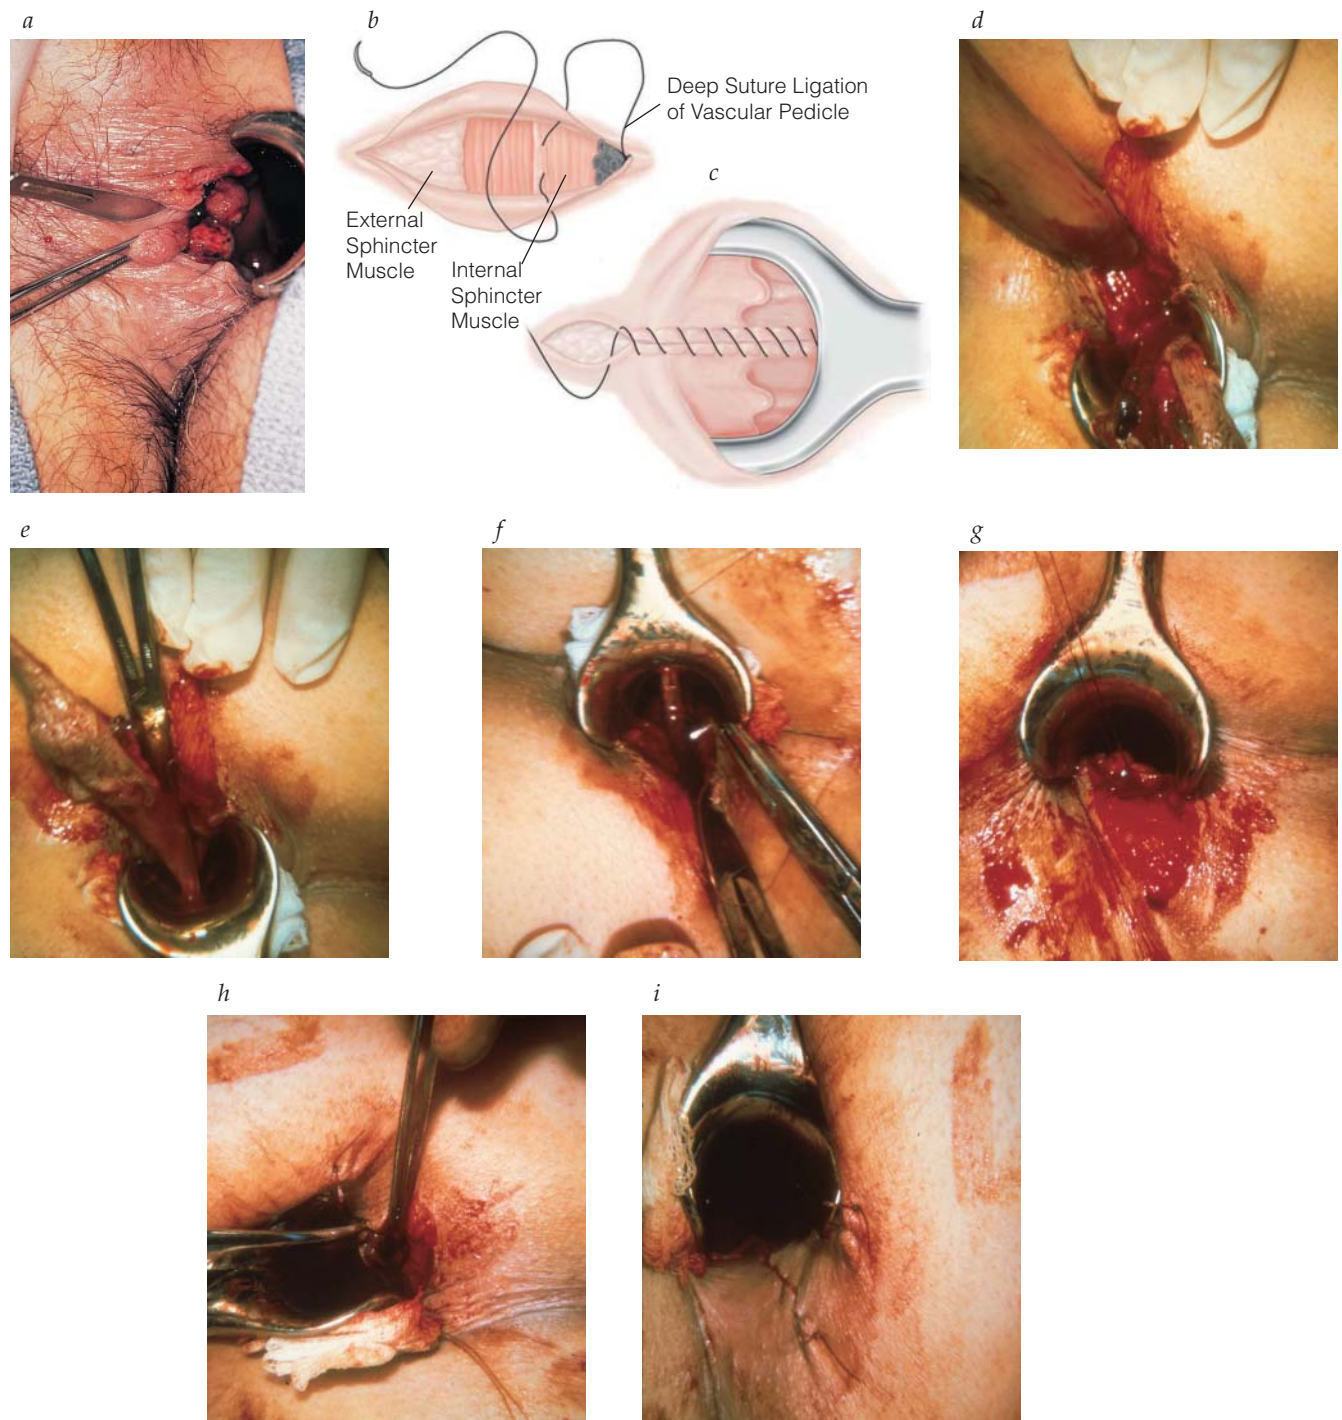 a
b
d
Deep Suture Ligation
of Vascular Pedicle
c
External
Sphincter
Muscle
Internal
Sphincter
Muscle
e
f
g
h
i